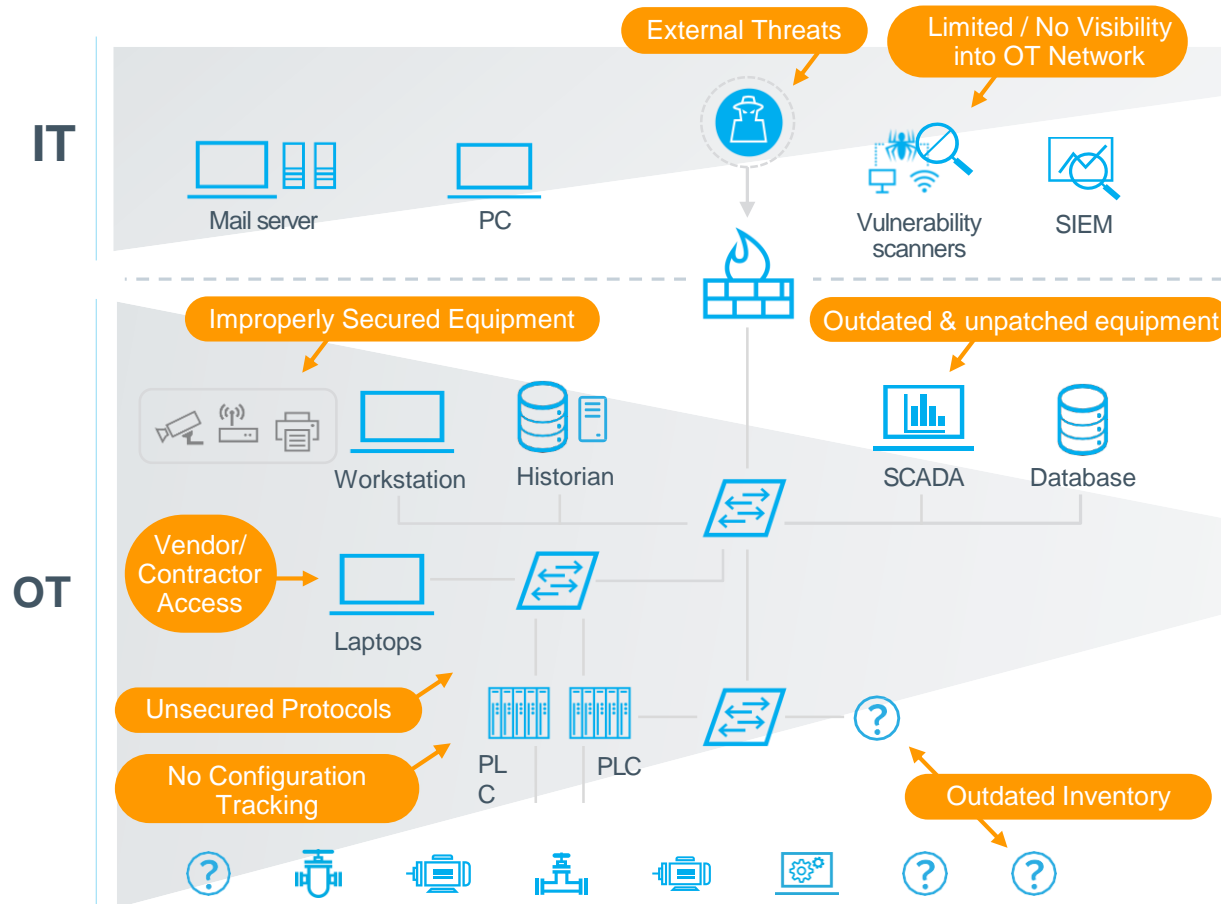 External Threats
Limited / No Visibility
into OT Network
IT
Mail server
PC
Vulnerability
scanners
SIEM
Improperly Secured Equipment
Outdated & unpatched equipment
Workstation
Historian
SCADA
Database
Vendor/
Contractor
Access
OT
Laptops
Unsecured Protocols
No Configuration
Tracking
PL
C
PLC
?
Outdated Inventory
?
?
?